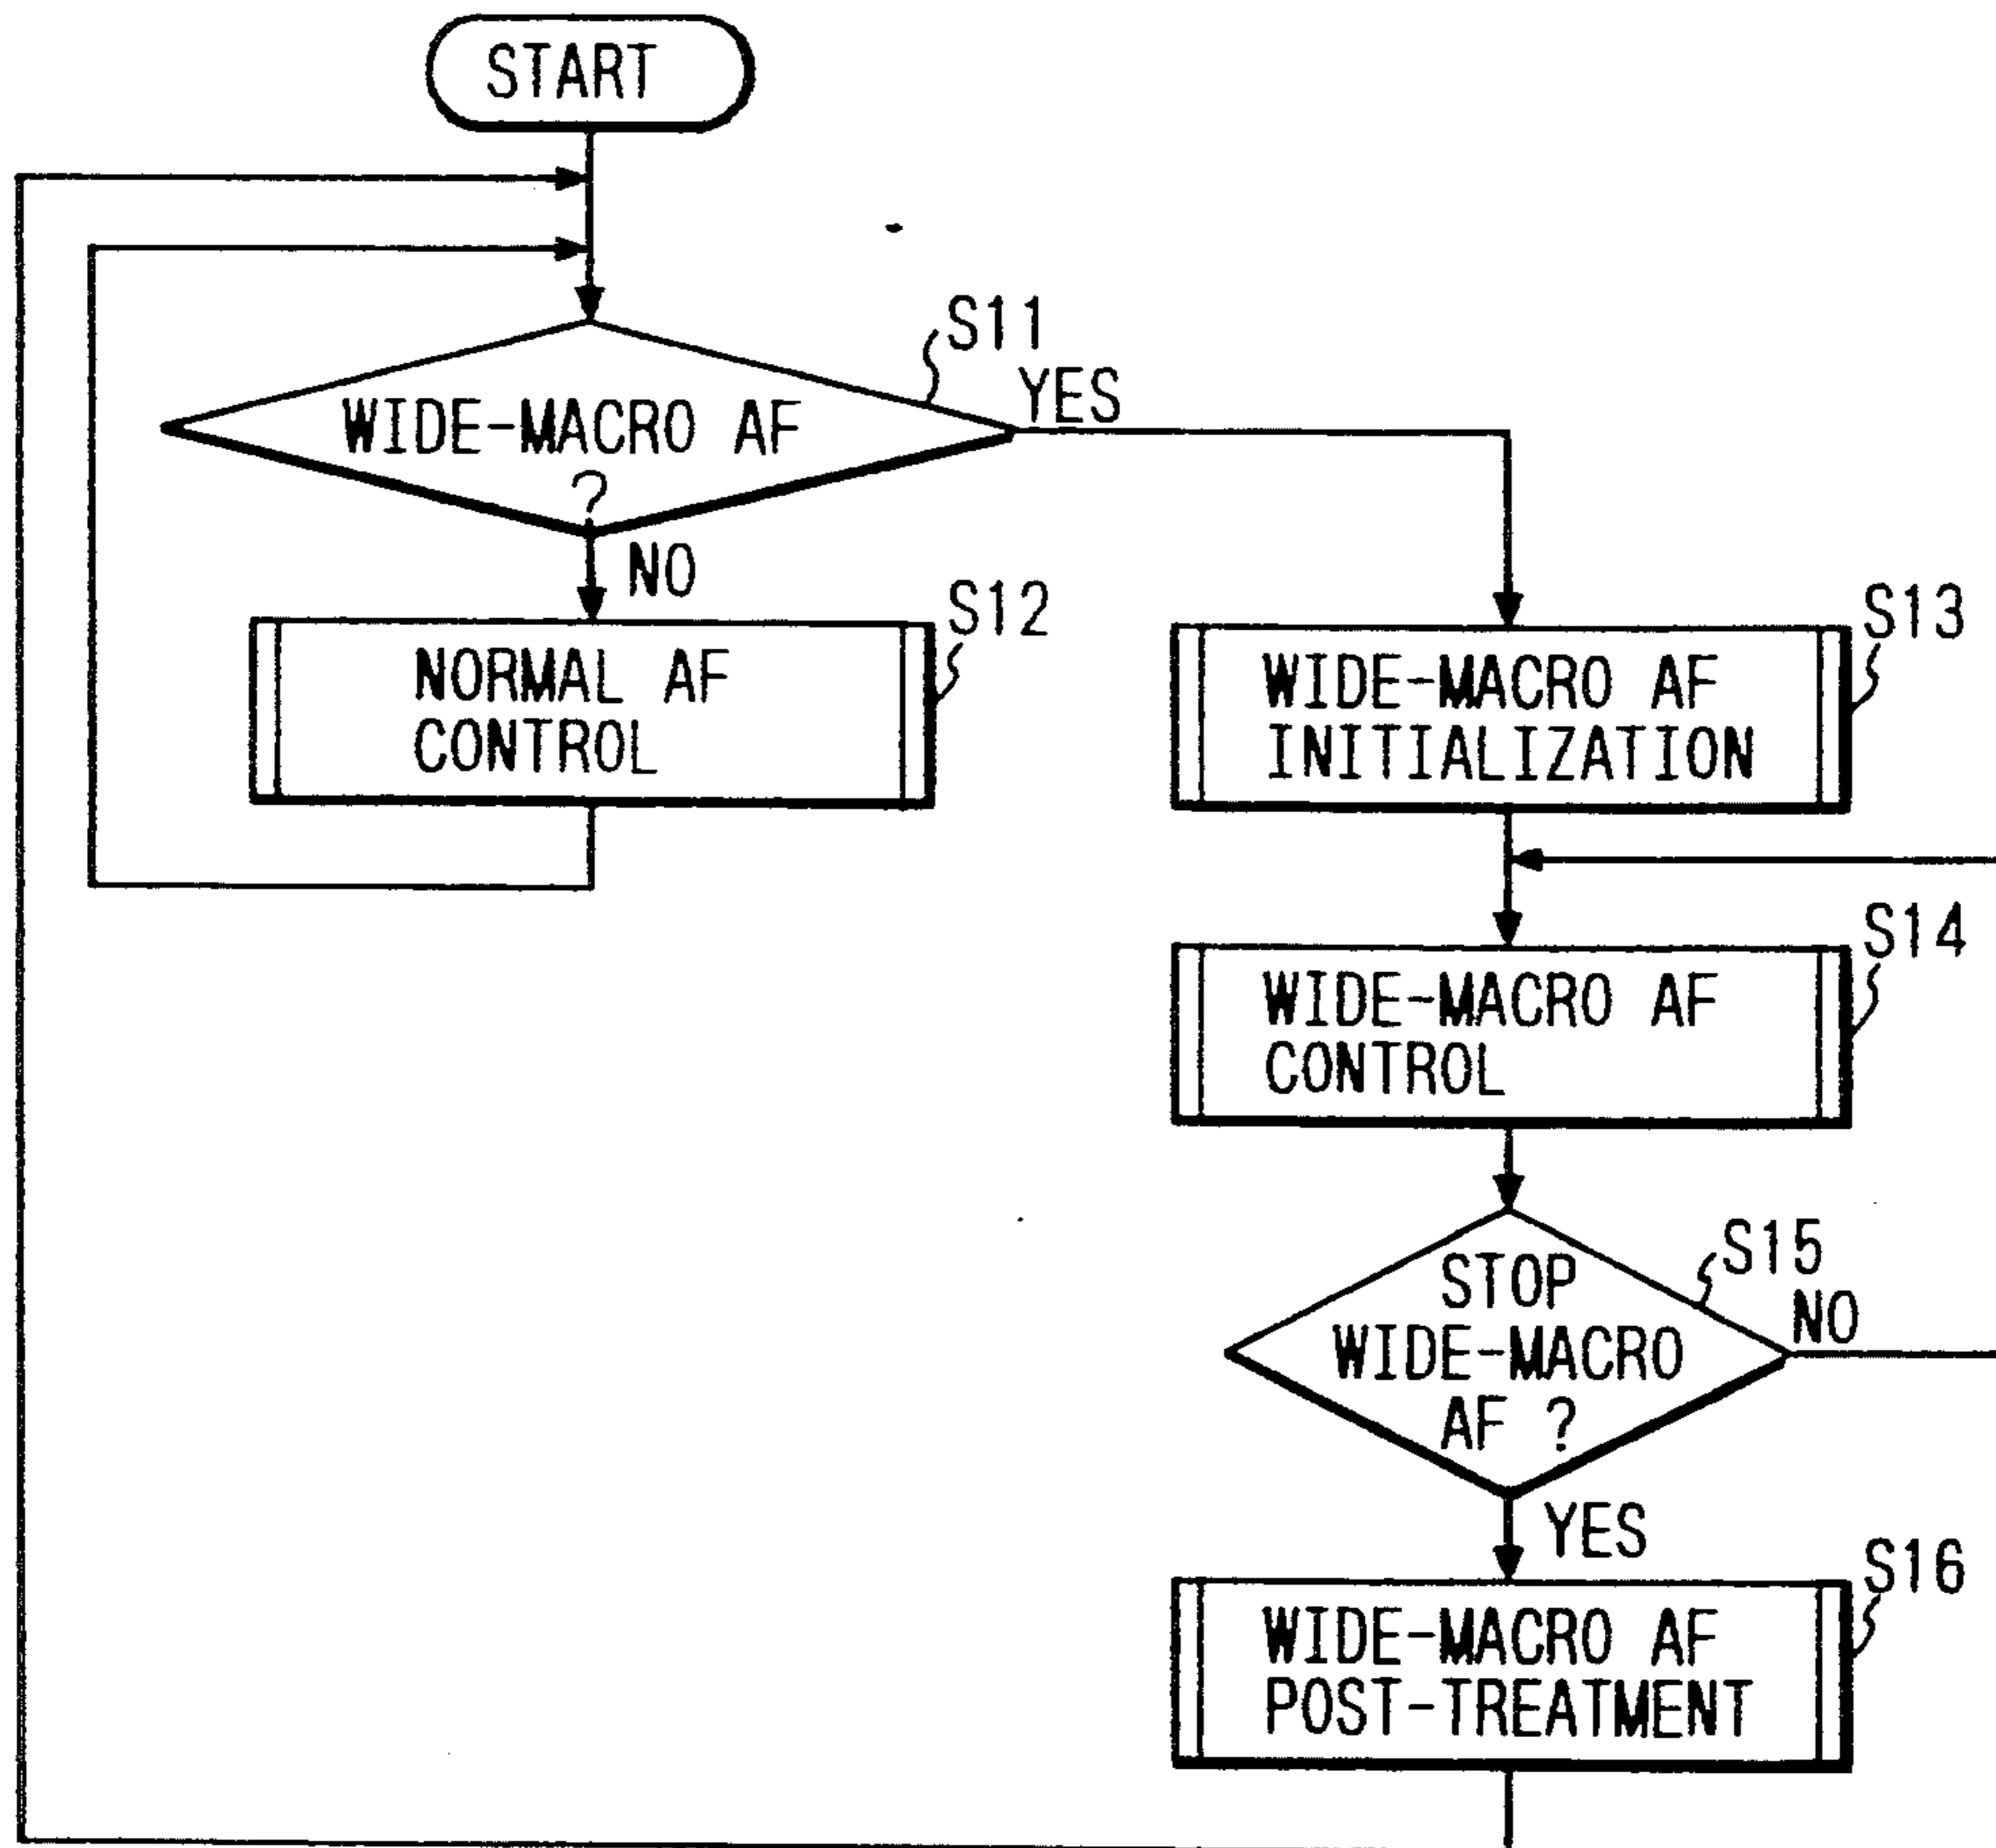 START
S11
YES
WIDE-MACRO AF
?
NO
S12
NORMAL AF
CONTROL
S13
WIDE-MACRO AF
INITIALIZATION
S14
WIDE-MACRO AF
CONTROL
S15
STOP
WIDE-MACRO
AF ?
NO
YES
S16
WIDE-MACRO AF
POST-TREATMENT